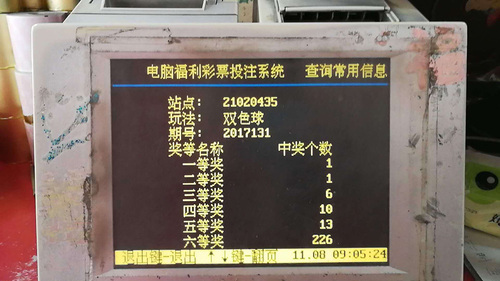 电脑福利彩票投注系统 查询常用信息
站点: 21020435
玩法: 双色球
期号: 2017131
奖等名称 中奖个数
一等奖 1
二等奖 1
三等奖 6
四等奖 10
五等奖 13
六等奖 226
退出键-退出 ↑↓键-翻页 11.08 09:05:24